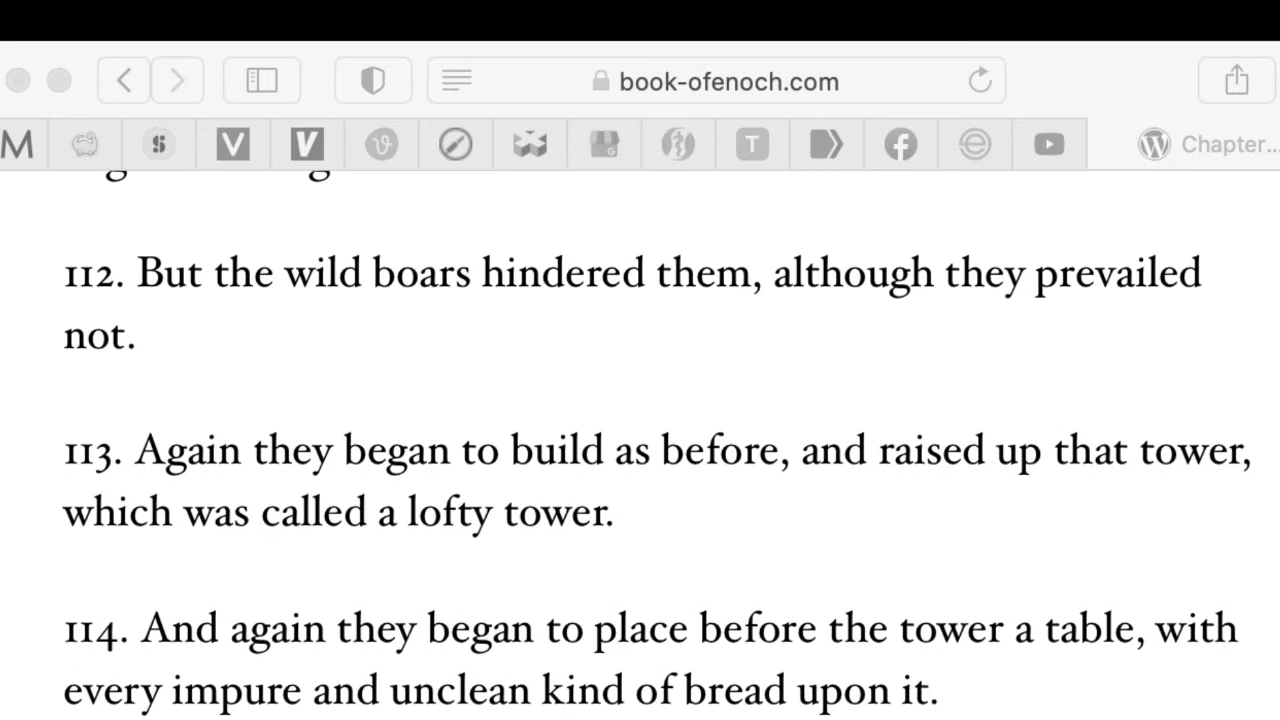 book-ofenoch.com
M S V V T Chapter...
112. But the wild boars hindered them, although they prevailed
not.
113. Again they began to build as before, and raised up that tower,
which was called a lofty tower.
114. And again they began to place before the tower a table, with
every impure and unclean kind of bread upon it.